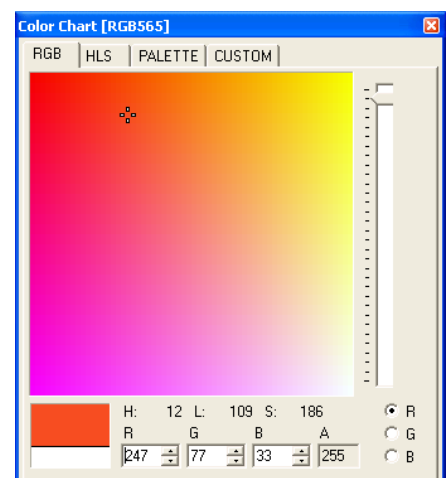 Color Chart [RGB565]
RGB HLS PALETTE CUSTOM
H: 12 L: 109 S: 186 R
R G B A G
247 77 33 255 B